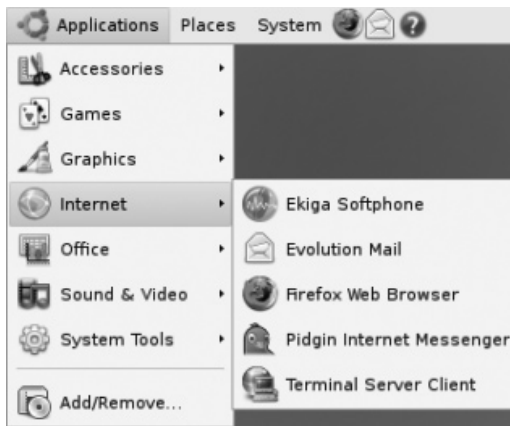 Applications Places System
Accessories
Games
Graphics
Internet
Office
Sound & Video
System Tools
Add/Remove...
Ekiga Softphone
Evolution Mail
Firefox Web Browser
Pidgin Internet Messenger
Terminal Server Client